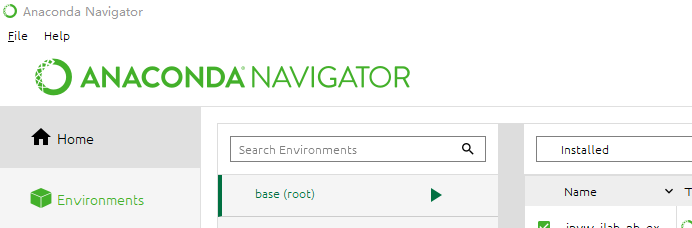 Anaconda Navigator
File Help
ANACONDA NAVIGATOR
Home
Search Environments
Installed
base (root)
Name
Environments